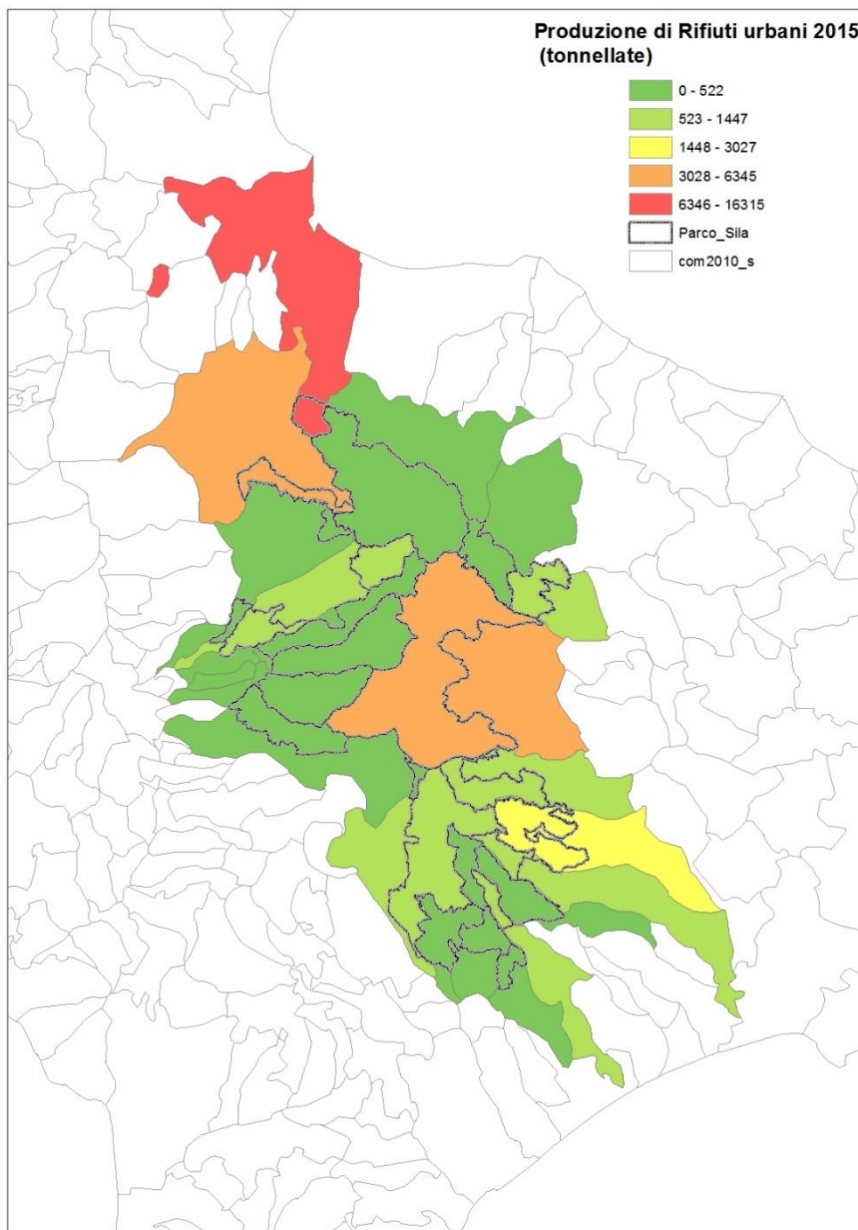 Produzione di Rifiuti urbani 2015
(tonnellate)
0 - 522
523 - 1447
1448 - 3027
3028 - 6345
6346 - 16315
Parco_Sila
com2010_s